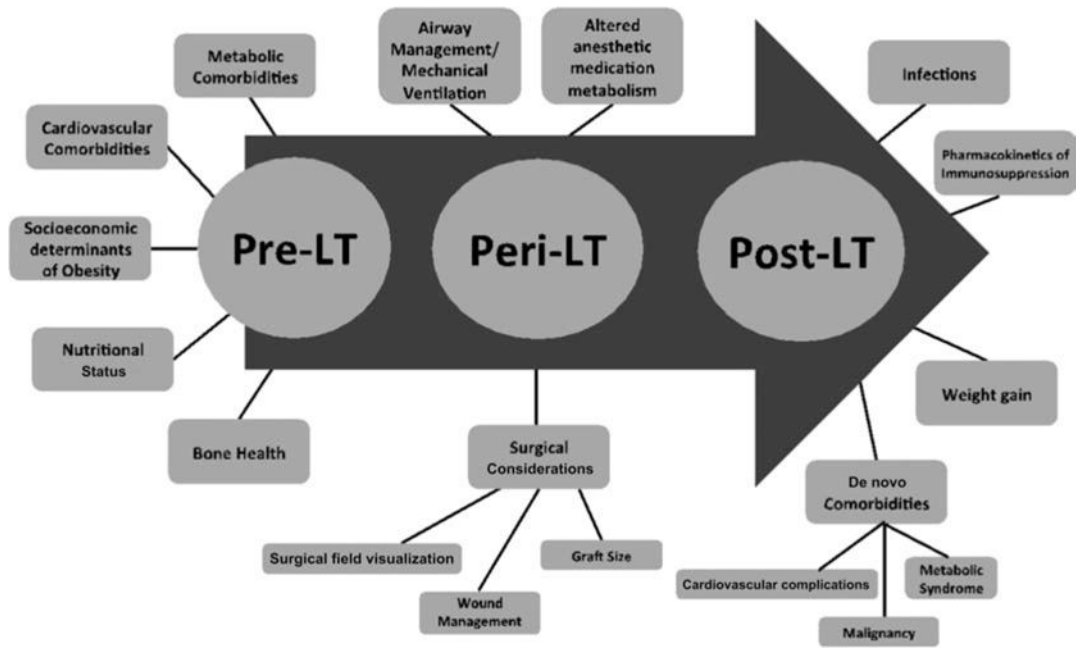 Metabolic
Comorbidities
Airway
Management/
Mechanical
Ventilation
Altered
anesthetic
medication
metabolism
Infections
Cardiovascular
Comorbidities
Pharmacokinetics of
Immunosuppression
Socioeconomic
determinants
of Obesity
Pre-LT
Peri-LT
Post-LT
Nutritional
Status
Weight gain
Bone Health
Surgical
Considerations
De novo
Comorbidities
Surgical field visualization
Graft Size
Wound
Management
Cardiovascular complications
Metabolic
Syndrome
Malignancy